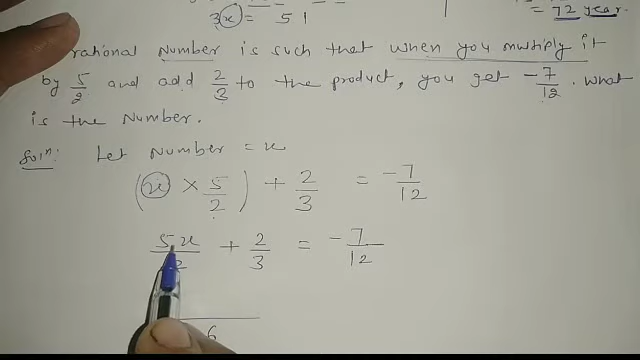 3x = 51
= 72 year.
rational Number is such that when you multiply it
by 5/2 and add 2/3 to the product, you get -7/12. what
is the Number.
Soln: Let Number = x
(x × 5/2) + 2/3 = -7/12
5x/2 + 2/3 = -7/12
6